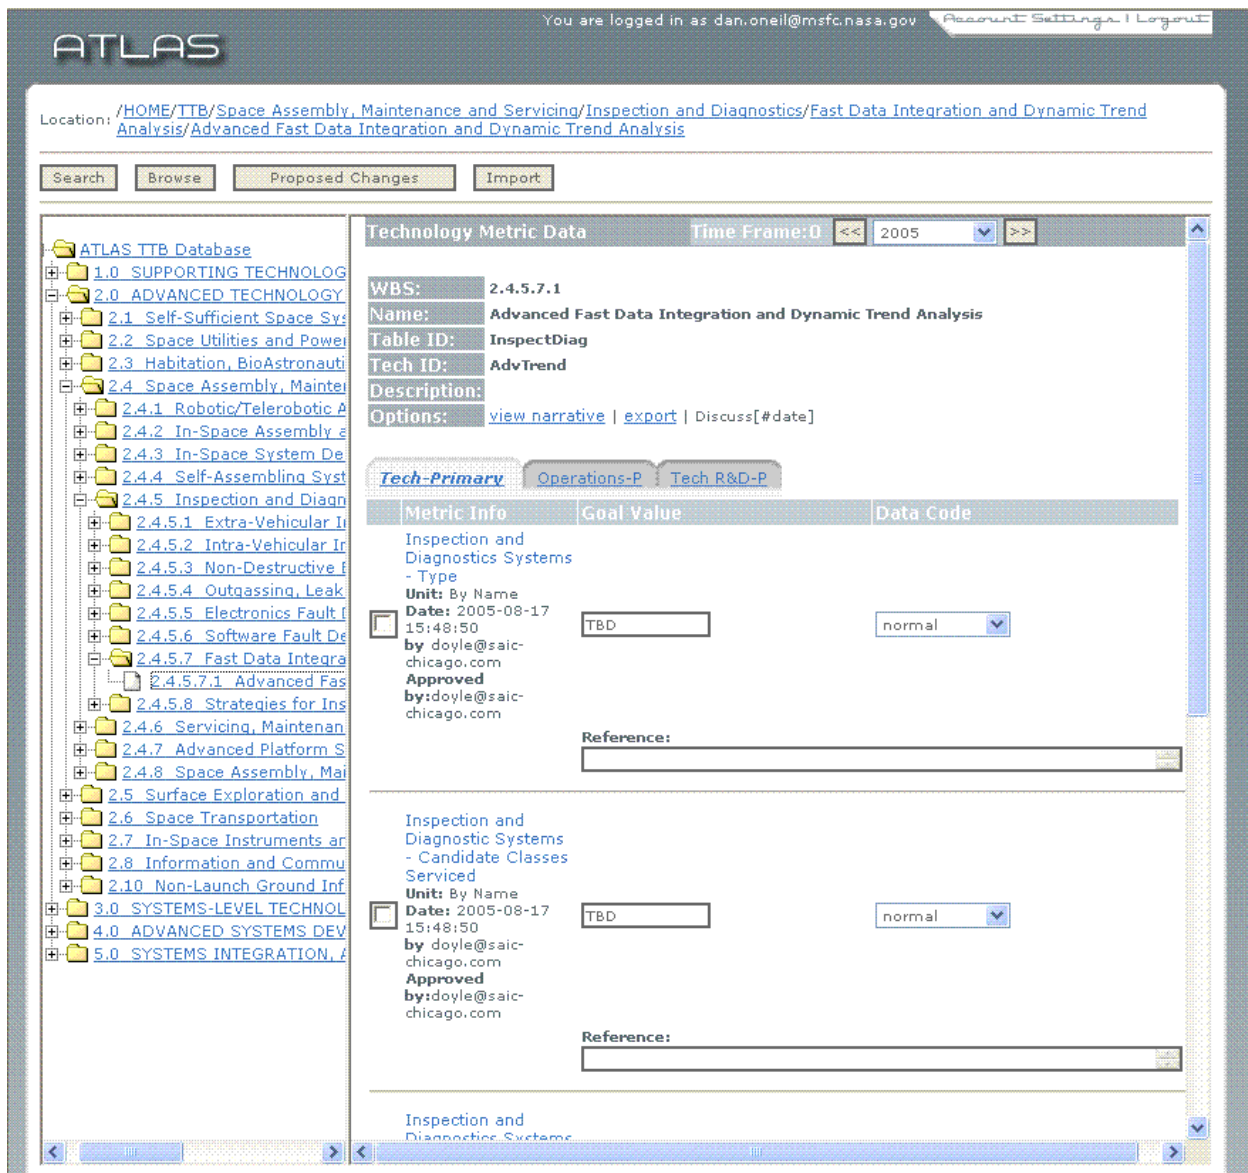 You are logged in as dan.oneil@msfc.nasa.gov
Account Settings | Logout
ATLAS
Location: /HOME/TTB/Space Assembly, Maintenance and Servicing/Inspection and Diagnostics/Fast Data Integration and Dynamic Trend
Analysis/Advanced Fast Data Integration and Dynamic Trend Analysis
Search Browse Proposed Changes Import
ATLAS TTB Database
1.0 SUPPORTING TECHNOLOG
2.0 ADVANCED TECHNOLOGY
2.1 Self-Sufficient Space Sys
2.2 Space Utilities and Power
2.3 Habitation, BioAstronauti
2.4 Space Assembly, Mainter
2.4.1 Robotic/Telerobotic A
2.4.2 In-Space Assembly a
2.4.3 In-Space System De
2.4.4 Self-Assembling Syst
2.4.5 Inspection and Diagn
2.4.5.1 Extra-Vehicular I
2.4.5.2 Intra-Vehicular Ir
2.4.5.3 Non-Destructive E
2.4.5.4 Outgassing, Leak
2.4.5.5 Electronics Fault D
2.4.5.6 Software Fault De
2.4.5.7 Fast Data Integra
2.4.5.7.1 Advanced Fas
2.4.5.8 Strategies for Ins
2.4.6 Servicing, Maintenan
2.4.7 Advanced Platform S
2.4.8 Space Assembly, Mai
2.5 Surface Exploration and
2.6 Space Transportation
2.7 In-Space Instruments ar
2.8 Information and Commu
2.10 Non-Launch Ground Inf
3.0 SYSTEMS-LEVEL TECHNOL
4.0 ADVANCED SYSTEMS DEV
5.0 SYSTEMS INTEGRATION, A
Technology Metric Data Time Frame:0 << 2005 >>
WBS: 2.4.5.7.1
Name: Advanced Fast Data Integration and Dynamic Trend Analysis
Table ID: InspectDiag
Tech ID: AdvTrend
Description:
Options: view narrative | export | Discuss[#date]
Tech-Primary Operations-P Tech R&D-P
Metric Info Goal Value Data Code
Inspection and
Diagnostics Systems
- Type
Unit: By Name
Date: 2005-08-17
15:48:50
by doyle@saic-
chicago.com
Approved
by:doyle@saic-
chicago.com
TBD normal
Reference:
Inspection and
Diagnostic Systems
- Candidate Classes
Serviced
Unit: By Name
Date: 2005-08-17
15:48:50
by doyle@saic-
chicago.com
Approved
by:doyle@saic-
chicago.com
TBD normal
Reference:
Inspection and
Diagnostics Systems